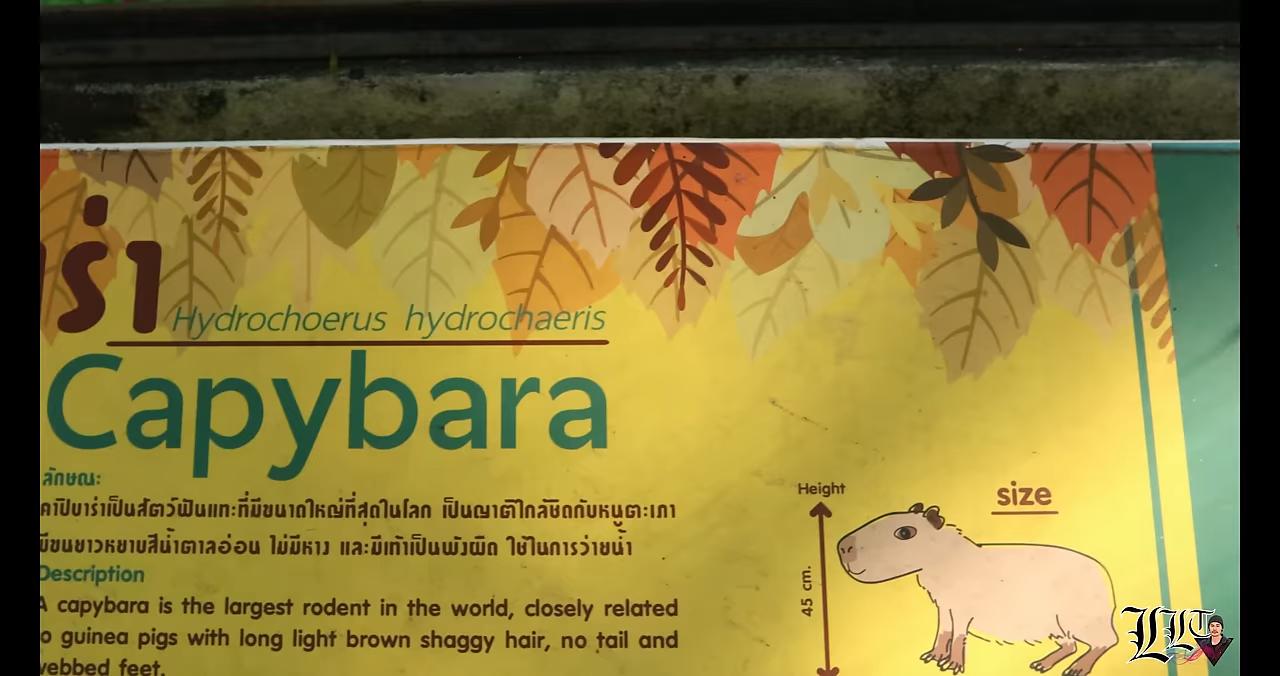 ร่า
Hydrochoerus hydrochaeris
Capybara
ลักษณะ:
คาปิบาร่าเป็นสัตว์ฟันแทะที่มีขนาดใหญ่ที่สุดในโลก เป็นญาติใกล้ชิดกับหนูตะเภา
มีขนยาวหยาบสีน้ำตาลอ่อน ไม่มีหาง และมีเท้าเป็นพังผืด ใช้ในการว่ายน้ำ
Description
A capybara is the largest rodent in the world, closely related
to guinea pigs with long light brown shaggy hair, no tail and
webbed feet.
size
Height
45 cm.
LLT